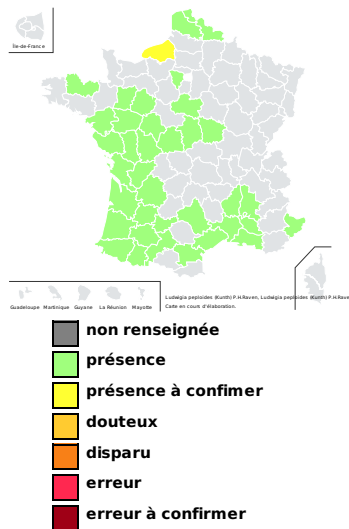 Île-de-France
Guadeloupe Martinique Guyane La Réunion Mayotte
Ludwigia peploides (Kunth) P.H.Raven, Ludwigia peploides (Kunth) P.H.Rave
Carte en cours d'élaboration.
non renseignée
présence
présence à confimer
douteux
disparu
erreur
erreur à confirmer